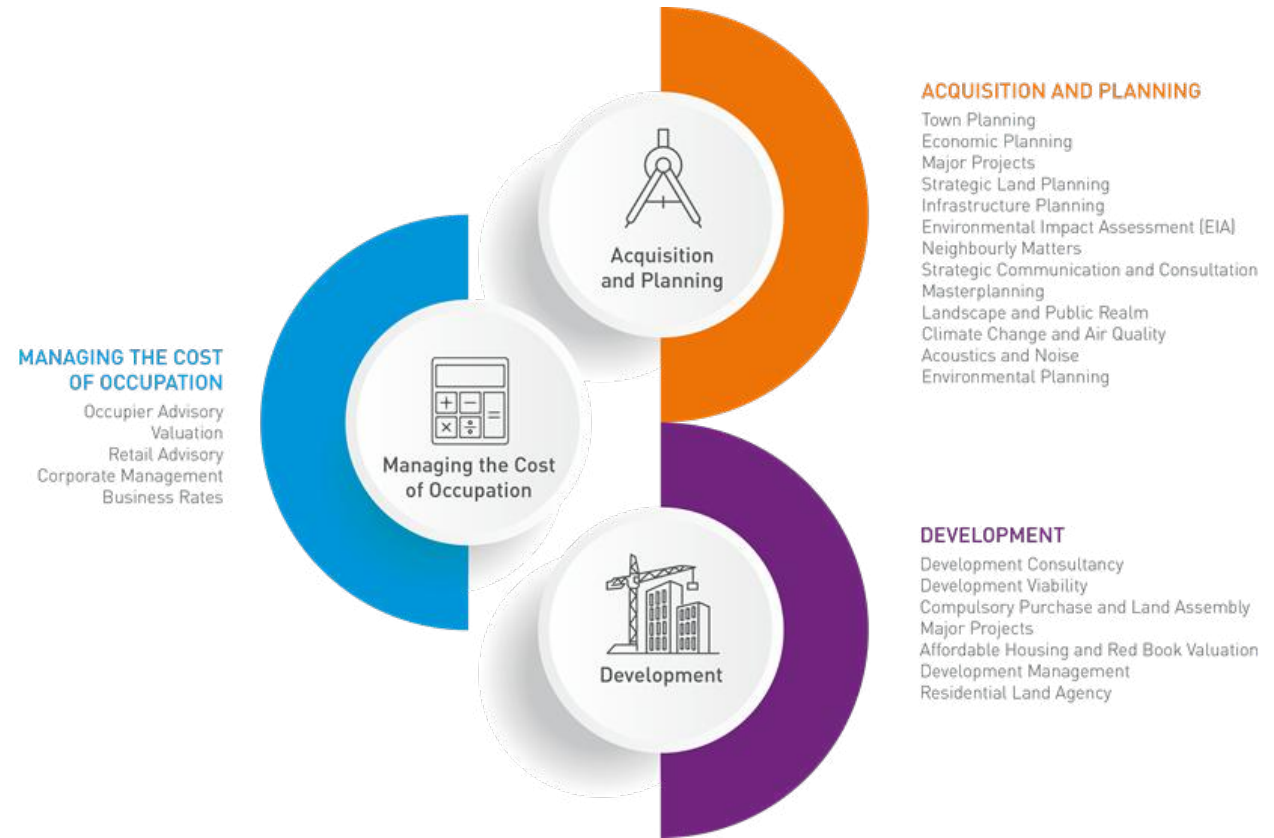 ACQUISITION AND PLANNING
Town Planning
Economic Planning
Major Projects
Strategic Land Planning
Infrastructure Planning
Environmental Impact Assessment (EIA)
Neighbourly Matters
Strategic Communication and Consultation
Masterplanning
Landscape and Public Realm
Climate Change and Air Quality
Acoustics and Noise
Environmental Planning
Acquisition
and Planning
MANAGING THE COST
OF OCCUPATION
Occupier Advisory
Valuation
Retail Advisory
Corporate Management
Business Rates
Managing the Cost
of Occupation
DEVELOPMENT
Development Consultancy
Development Viability
Compulsory Purchase and Land Assembly
Major Projects
Affordable Housing and Red Book Valuation
Development Management
Residential Land Agency
Development